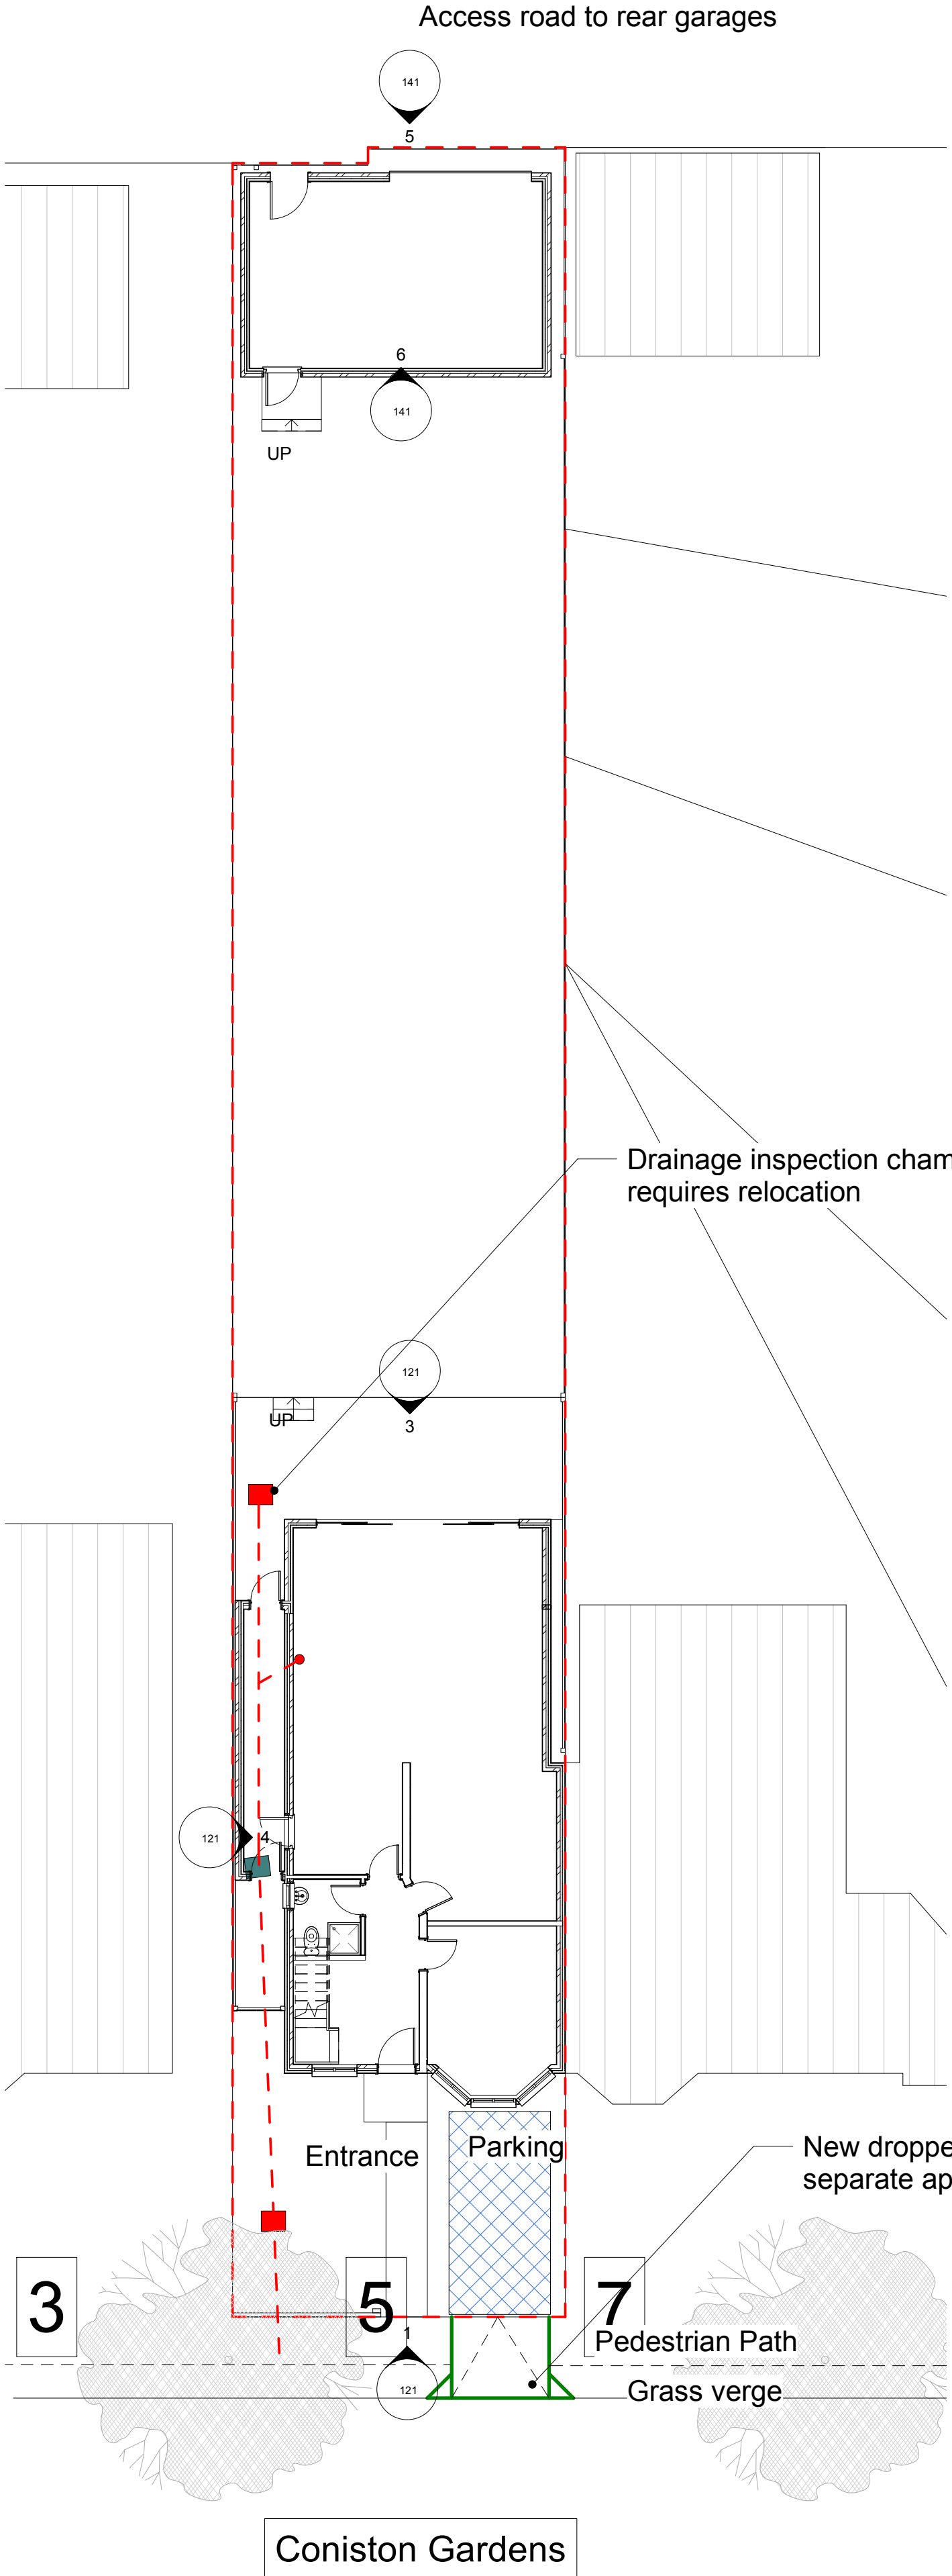 Access road to rear garages
141
5
6
141
UP
Drainage inspection cham
requires relocation
121
3
UP
121
4
Entrance
Parking
New droppe
separate ap
3
5
7
1
Pedestrian Path
121
Grass verge
Coniston Gardens